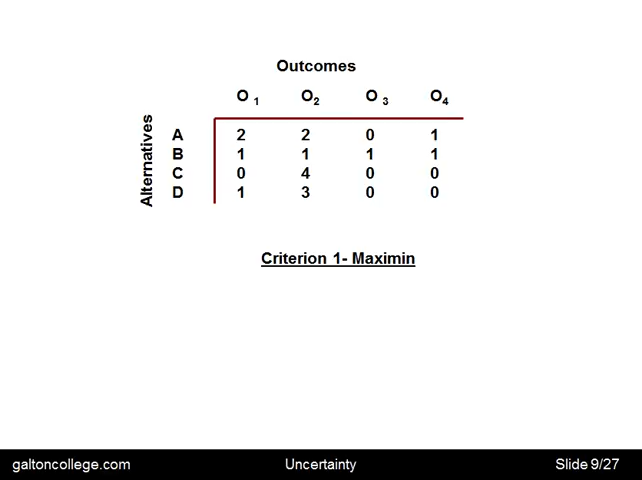 Outcomes
O 1 O2 O 3 O4
Alternatives
A 2 2 0 1
B 1 1 1 1
C 0 4 0 0
D 1 3 0 0
Criterion 1- Maximin
galtoncollege.com Uncertainty Slide 9/27